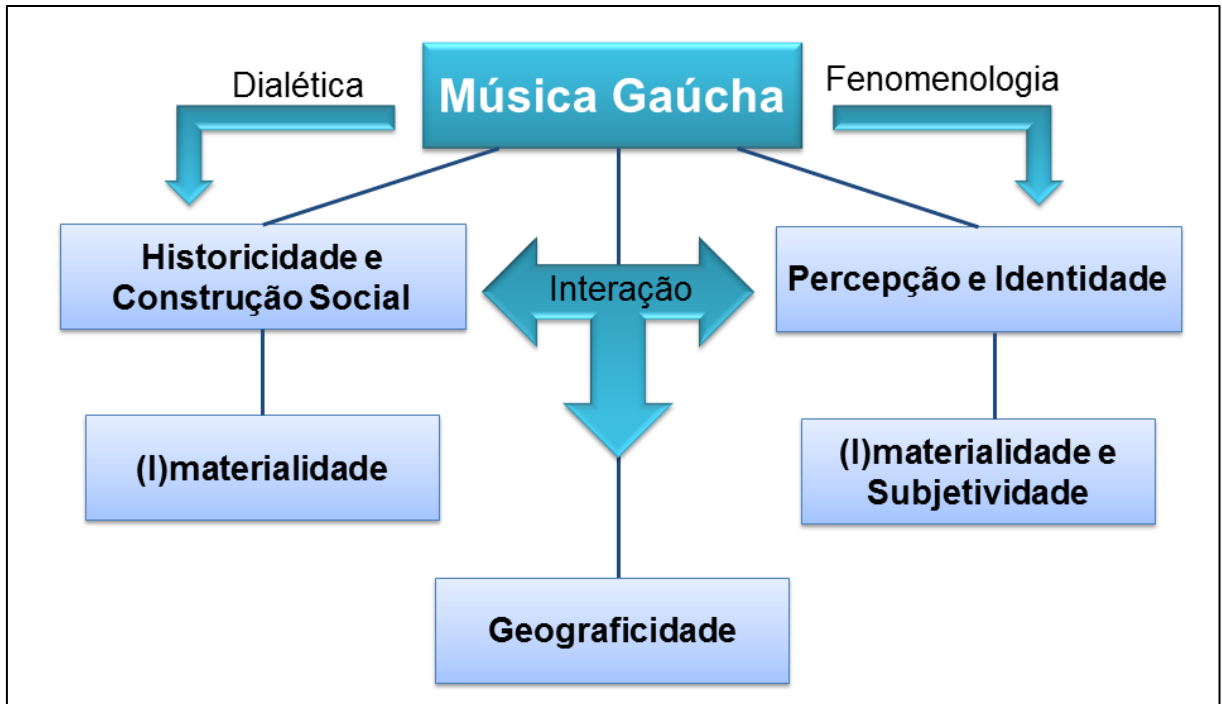 Dialética
Música Gaúcha
Fenomenologia
Historicidade e
Construção Social
Interação
Percepção e Identidade
(I)materialidade
(I)materialidade e
Subjetividade
Geograficidade